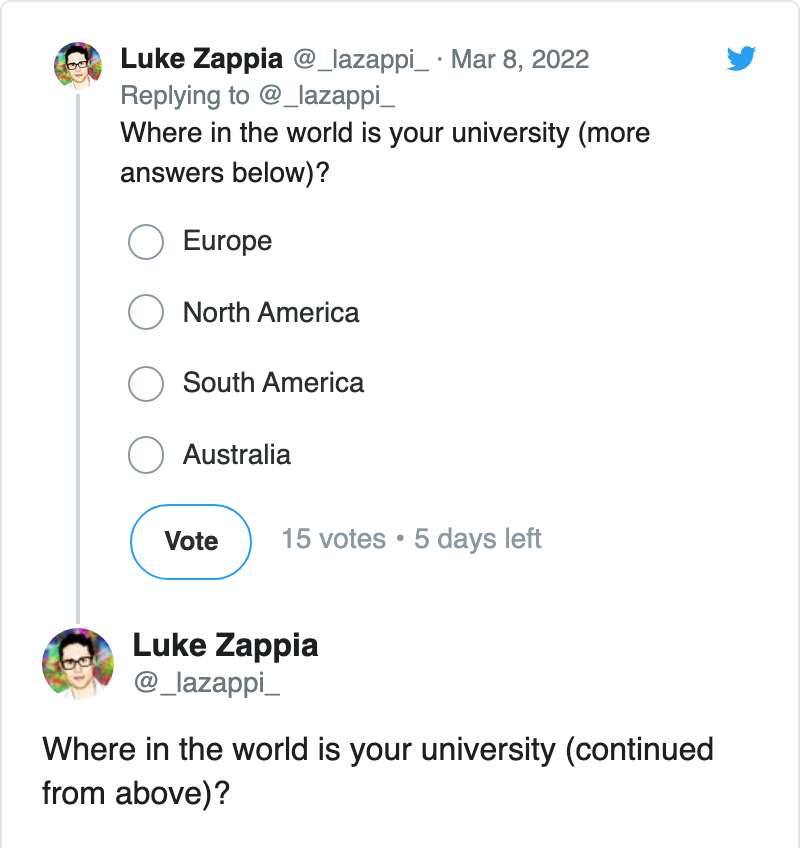 Luke Zappia @_lazappi_ · Mar 8, 2022
Replying to @_lazappi_
Where in the world is your university (more
answers below)?
Europe
North America
South America
Australia
Vote 15 votes • 5 days left
Luke Zappia
@_lazappi_
Where in the world is your university (continued
from above)?